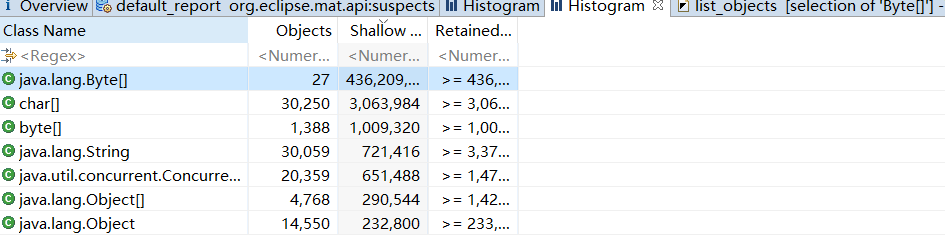 i Overview default_report org.eclipse.mat.api:suspects Histogram Histogram list_objects [selection of 'Byte[]'] -
Class Name Objects Shallow ... Retained...
<Regex> <Numer... <Numer... <Numer...
java.lang.Byte[] 27 436,209,... >= 436,...
char[] 30,250 3,063,984 >= 3,06...
byte[] 1,388 1,009,320 >= 1,00...
java.lang.String 30,059 721,416 >= 3,37...
java.util.concurrent.Concurre... 20,359 651,488 >= 1,47...
java.lang.Object[] 4,768 290,544 >= 1,42...
java.lang.Object 14,550 232,800 >= 233,...